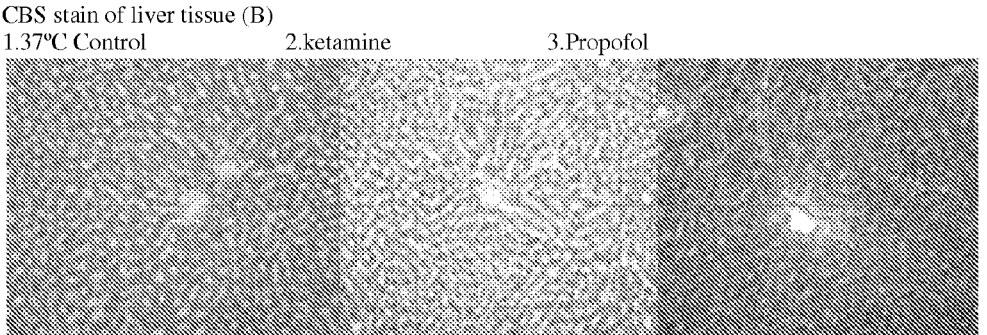 CBS stain of liver tissue (B)
1.37ºC Control 2.ketamine 3.Propofol